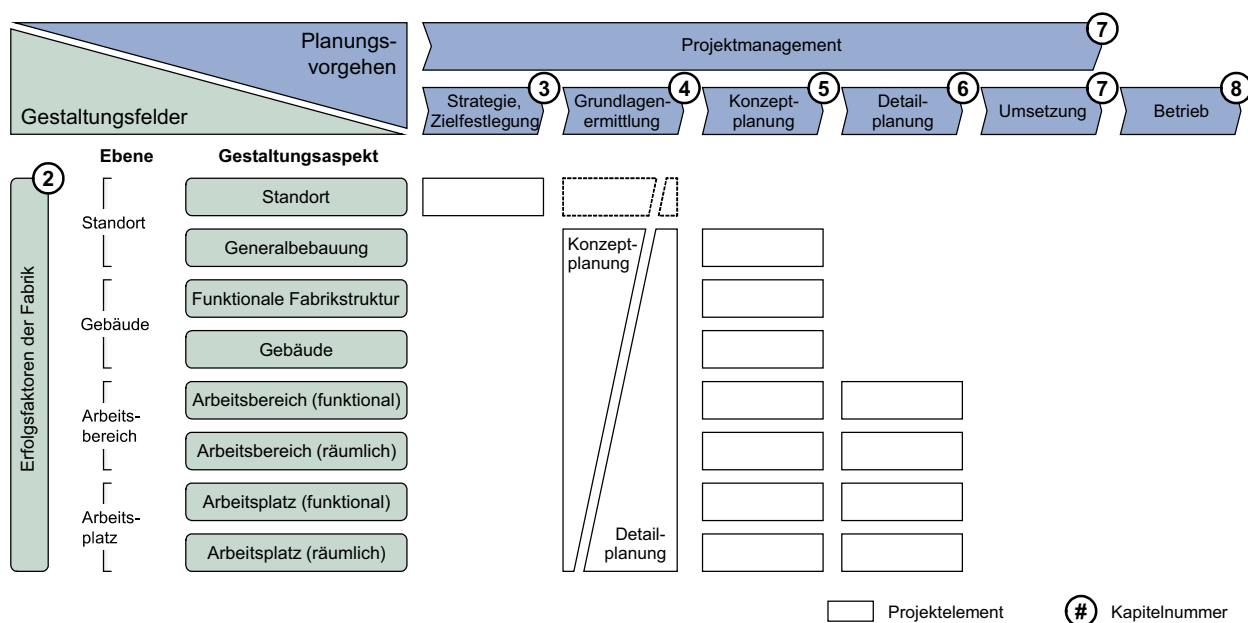 Planungs-
vorgehen
Gestaltungsfelder
Projektmanagement
7
Strategie,
Zielfestlegung
3
Grundlagen-
ermittlung
4
Konzept-
planung
5
Detail-
planung
6
Umsetzung
7
Betrieb
8
Ebene
Gestaltungsaspekt
2
Erfolgsfaktoren der Fabrik
Standort
Standort
Generalbebauung
Gebäude
Funktionale Fabrikstruktur
Gebäude
Arbeits-
bereich
Arbeitsbereich (funktional)
Arbeitsbereich (räumlich)
Arbeits-
platz
Arbeitsplatz (funktional)
Arbeitsplatz (räumlich)
Konzept-
planung
Detail-
planung
Projektelement
# Kapitelnummer